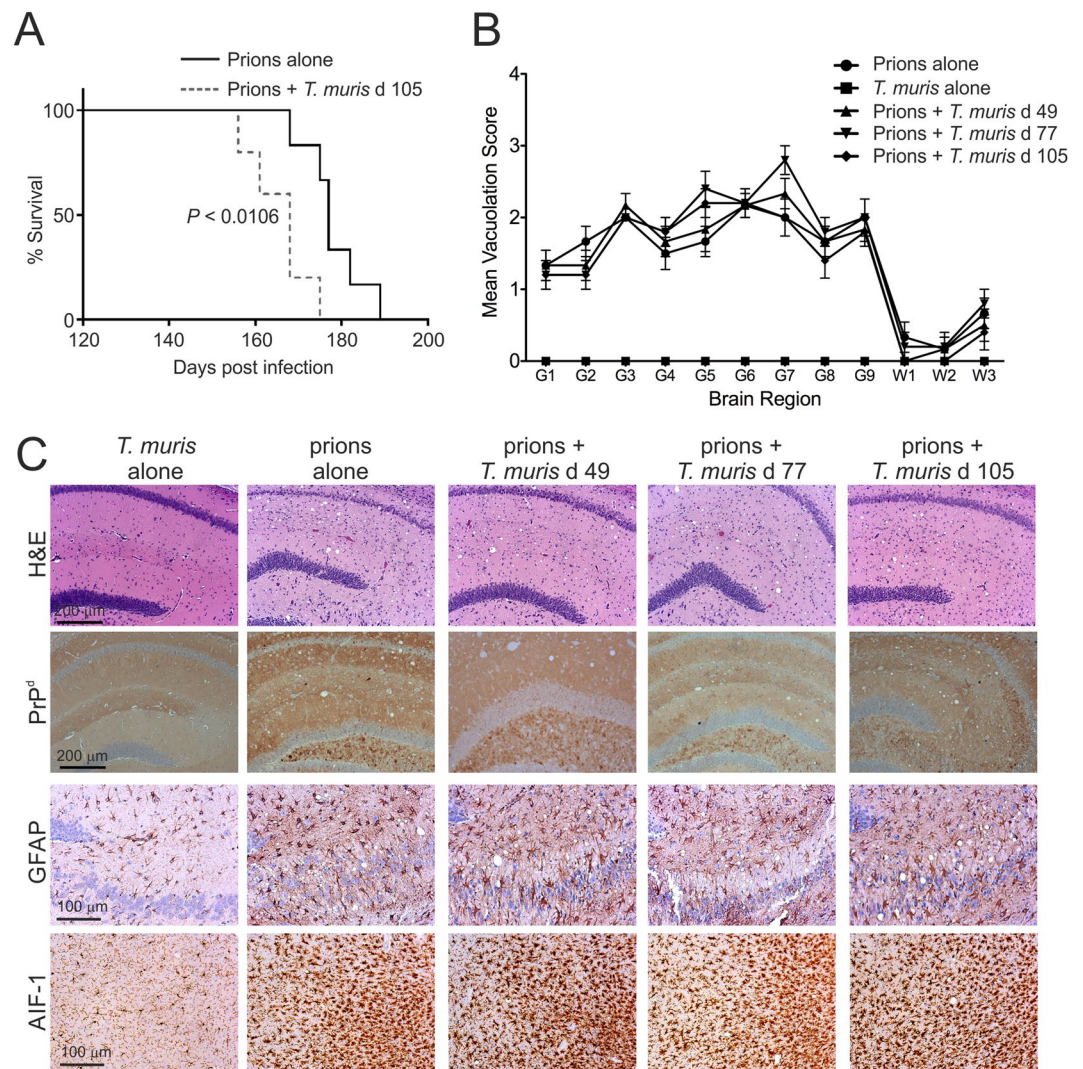 A
Prions alone
Prions + T. muris d 105
% Survival
100
50
0
P < 0.0106
120 140 160 180 200
Days post infection
B
Prions alone
T. muris alone
Prions + T. muris d 49
Prions + T. muris d 77
Prions + T. muris d 105
Mean Vacuolation Score
4
3
2
1
0
G1 G2 G3 G4 G5 G6 G7 G8 G9 W1 W2 W3
Brain Region
C
T. muris alone
prions alone
prions + T. muris d 49
prions + T. muris d 77
prions + T. muris d 105
H&E
200 µm
PrPd
200 µm
GFAP
100 µm
AIF-1
100 µm